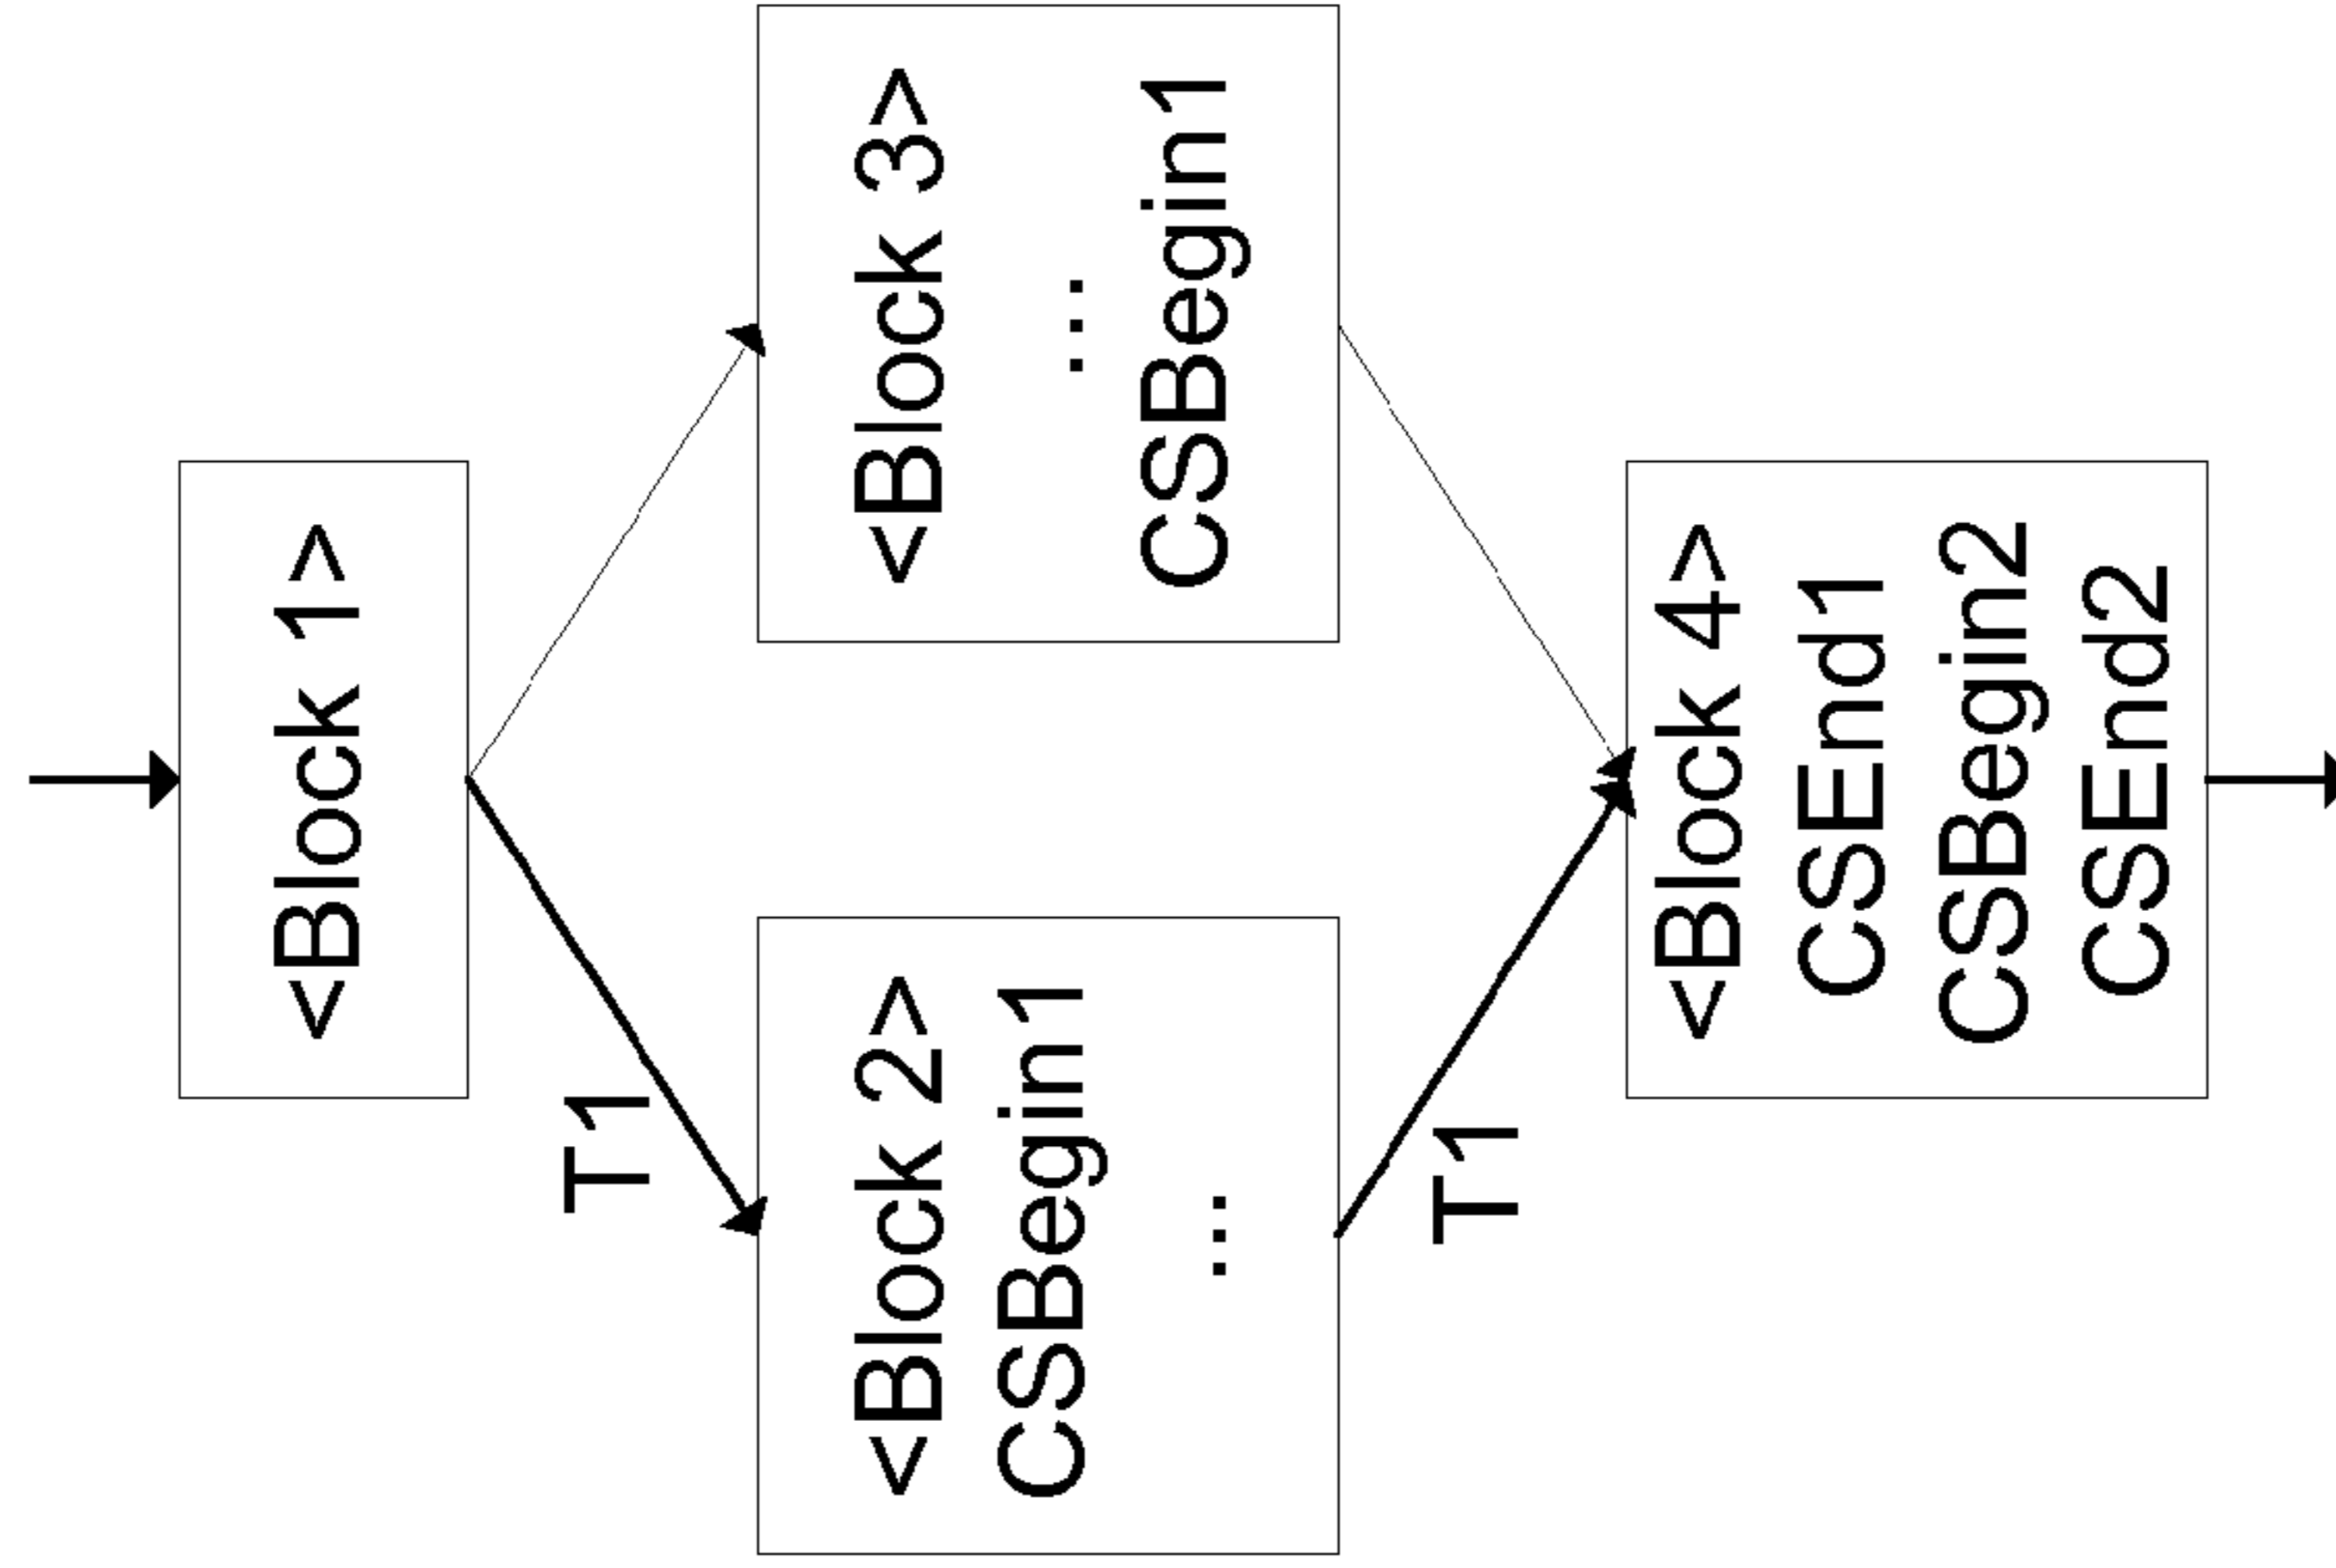 <Block 1>
T1
<Block 2>
CSBegin1
...
<Block 3>
...
CSBegin1
T1
<Block 4>
CSEnd1
CSBegin2
CSEnd2